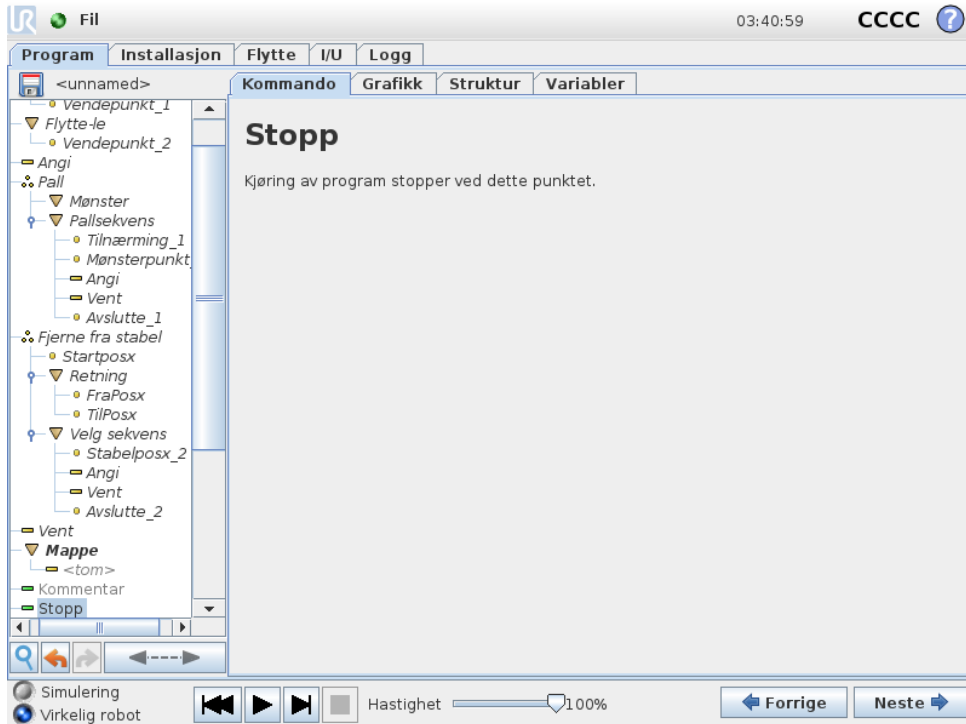 UR
Fil
03:40:59
CCCC
?
Program
Installasjon
Flytte
I/U
Logg
<unnamed>
Kommando
Grafikk
Struktur
Variabler
Vendepunkt_1
Flytte-le
Vendepunkt_2
Angi
Pall
Mønster
Pallsekvens
Tilnærming_1
Mønsterpunkt_
Angi
Vent
Avslutte_1
Fjerne fra stabel
Startposx
Retning
FraPosx
TilPosx
Velg sekvens
Stabelposx_2
Angi
Vent
Avslutte_2
Vent
Mappe
<tom>
Kommentar
Stopp
Stopp
Kjøring av program stopper ved dette punktet.
Simulering
Virkelig robot
Hastighet
100%
Forrige
Neste